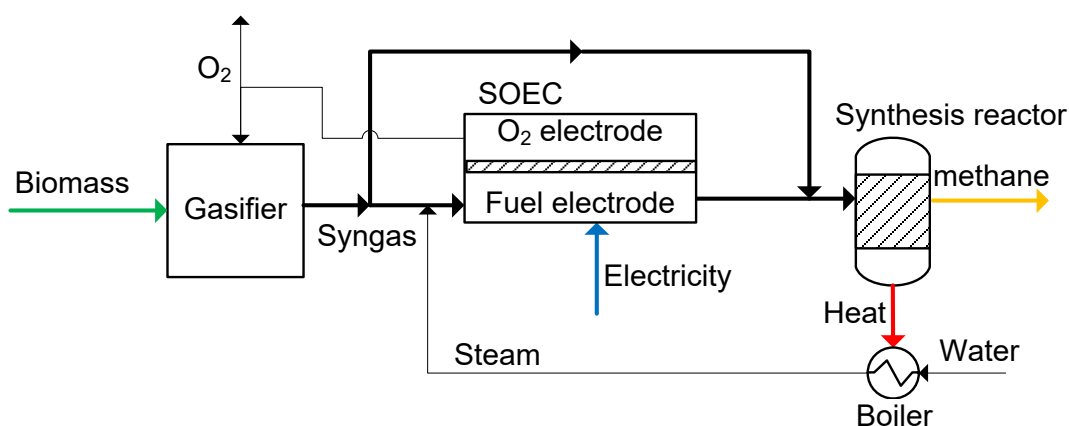 O₂
SOEC
O₂ electrode
Synthesis reactor
Biomass
methane
Gasifier
Fuel electrode
Syngas
Electricity
Heat
Steam
Water
Boiler